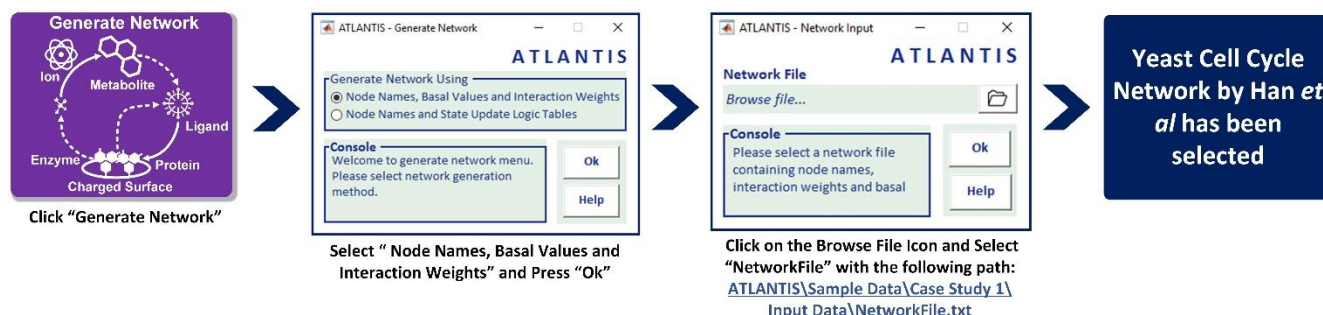 Generate Network
Ion
Metabolite
Ligand
Enzyme
Protein
Charged Surface
Click “Generate Network”
ATLANTIS - Generate Network
ATLANTIS
Generate Network Using
Node Names, Basal Values and Interaction Weights
Node Names and State Update Logic Tables
Console
Welcome to generate network menu.
Please select network generation
method.
Ok
Help
Select “ Node Names, Basal Values and
Interaction Weights” and Press “Ok”
ATLANTIS - Network Input
ATLANTIS
Network File
Browse file...
Console
Please select a network file
containing node names,
interaction weights and basal
Ok
Help
Click on the Browse File Icon and Select
“NetworkFile” with the following path:
ATLANTIS\Sample Data\Case Study 1\
Input Data\NetworkFile.txt
Yeast Cell Cycle
Network by Han et
al has been
selected